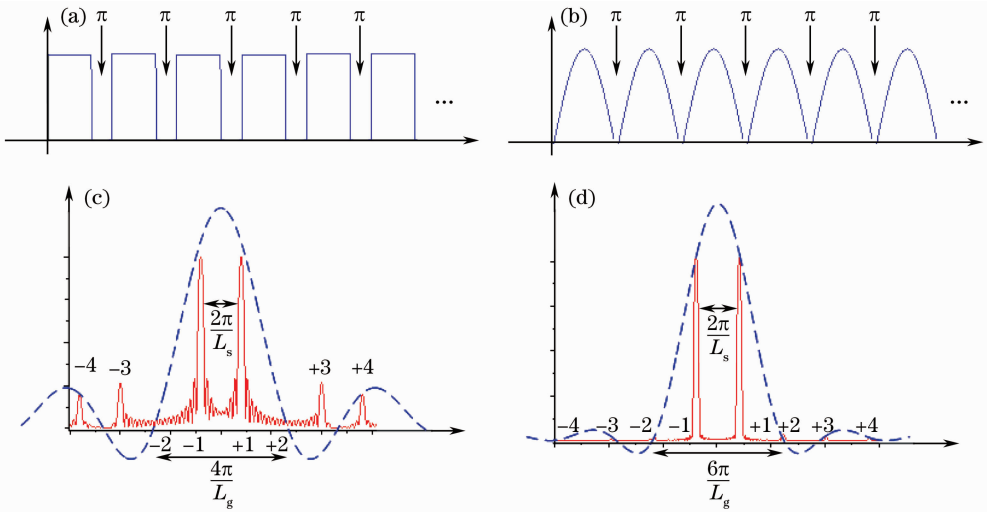 (a) π π π π π
...
(b) π π π π π
...
(c)
2π
L_s
−4 −3 +3 +4
−2 −1 +1 +2
4π
L_g
(d)
2π
L_s
−4 −3 −2 −1 +1 +2 +3 +4
6π
L_g